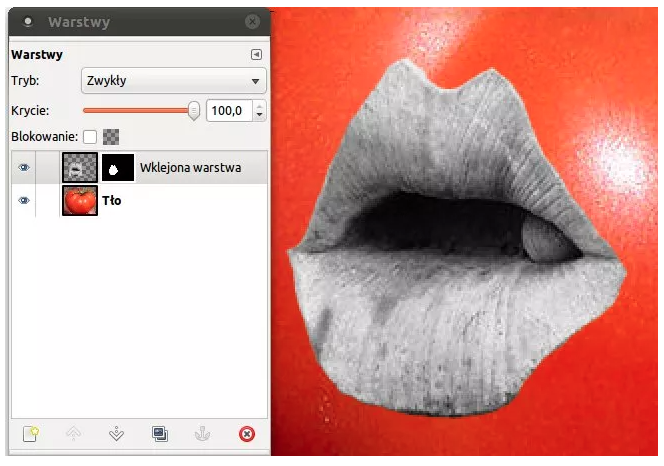 Warstwy
Warstwy
Tryb: Zwykły
Krycie: 100,0
Blokowanie:
Wklejona warstwa
Tło